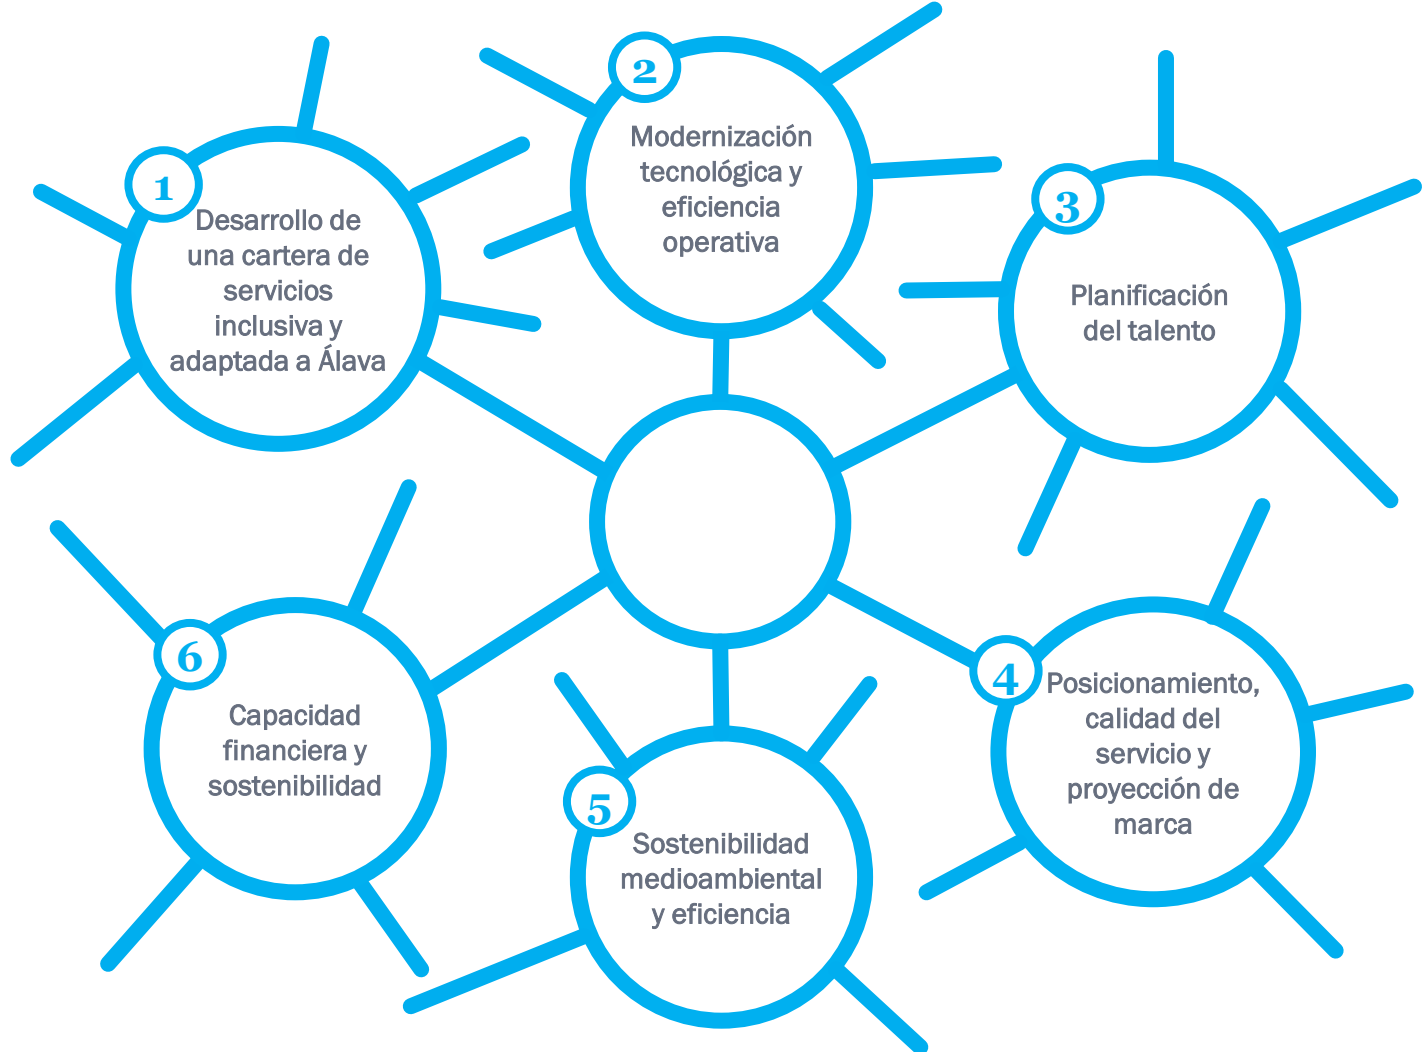 1
Desarrollo de
una cartera de
servicios
inclusiva y
adaptada a Álava
2
Modernización
tecnológica y
eficiencia
operativa
3
Planificación
del talento
4
Posicionamiento,
calidad del
servicio y
proyección de
marca
5
Sostenibilidad
medioambiental
y eficiencia
6
Capacidad
financiera y
sostenibilidad